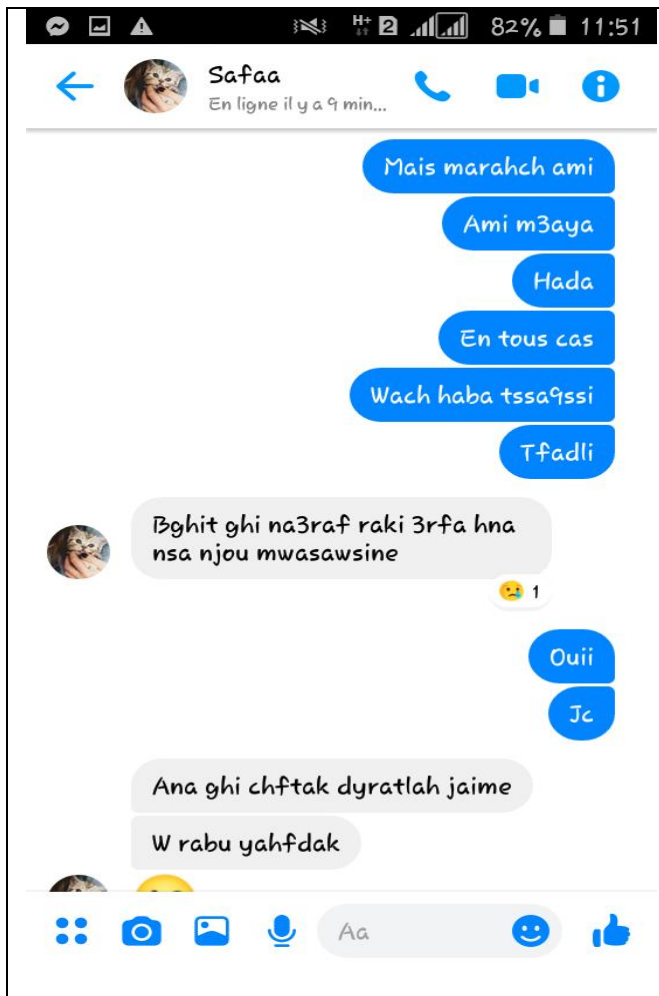 H+ 2 82% 11:51
Safaa
En ligne il y a 9 min...
Mais marahch ami
Ami m3aya
Hada
En tous cas
Wach haba tssa9ssi
Tfadli
Bghit ghi na3raf raki 3rfa hna
nsa njou mwasawsine
1
Ouii
Jc
Ana ghi chftak dyratlah jaime
W rabu yahfdak
Aa